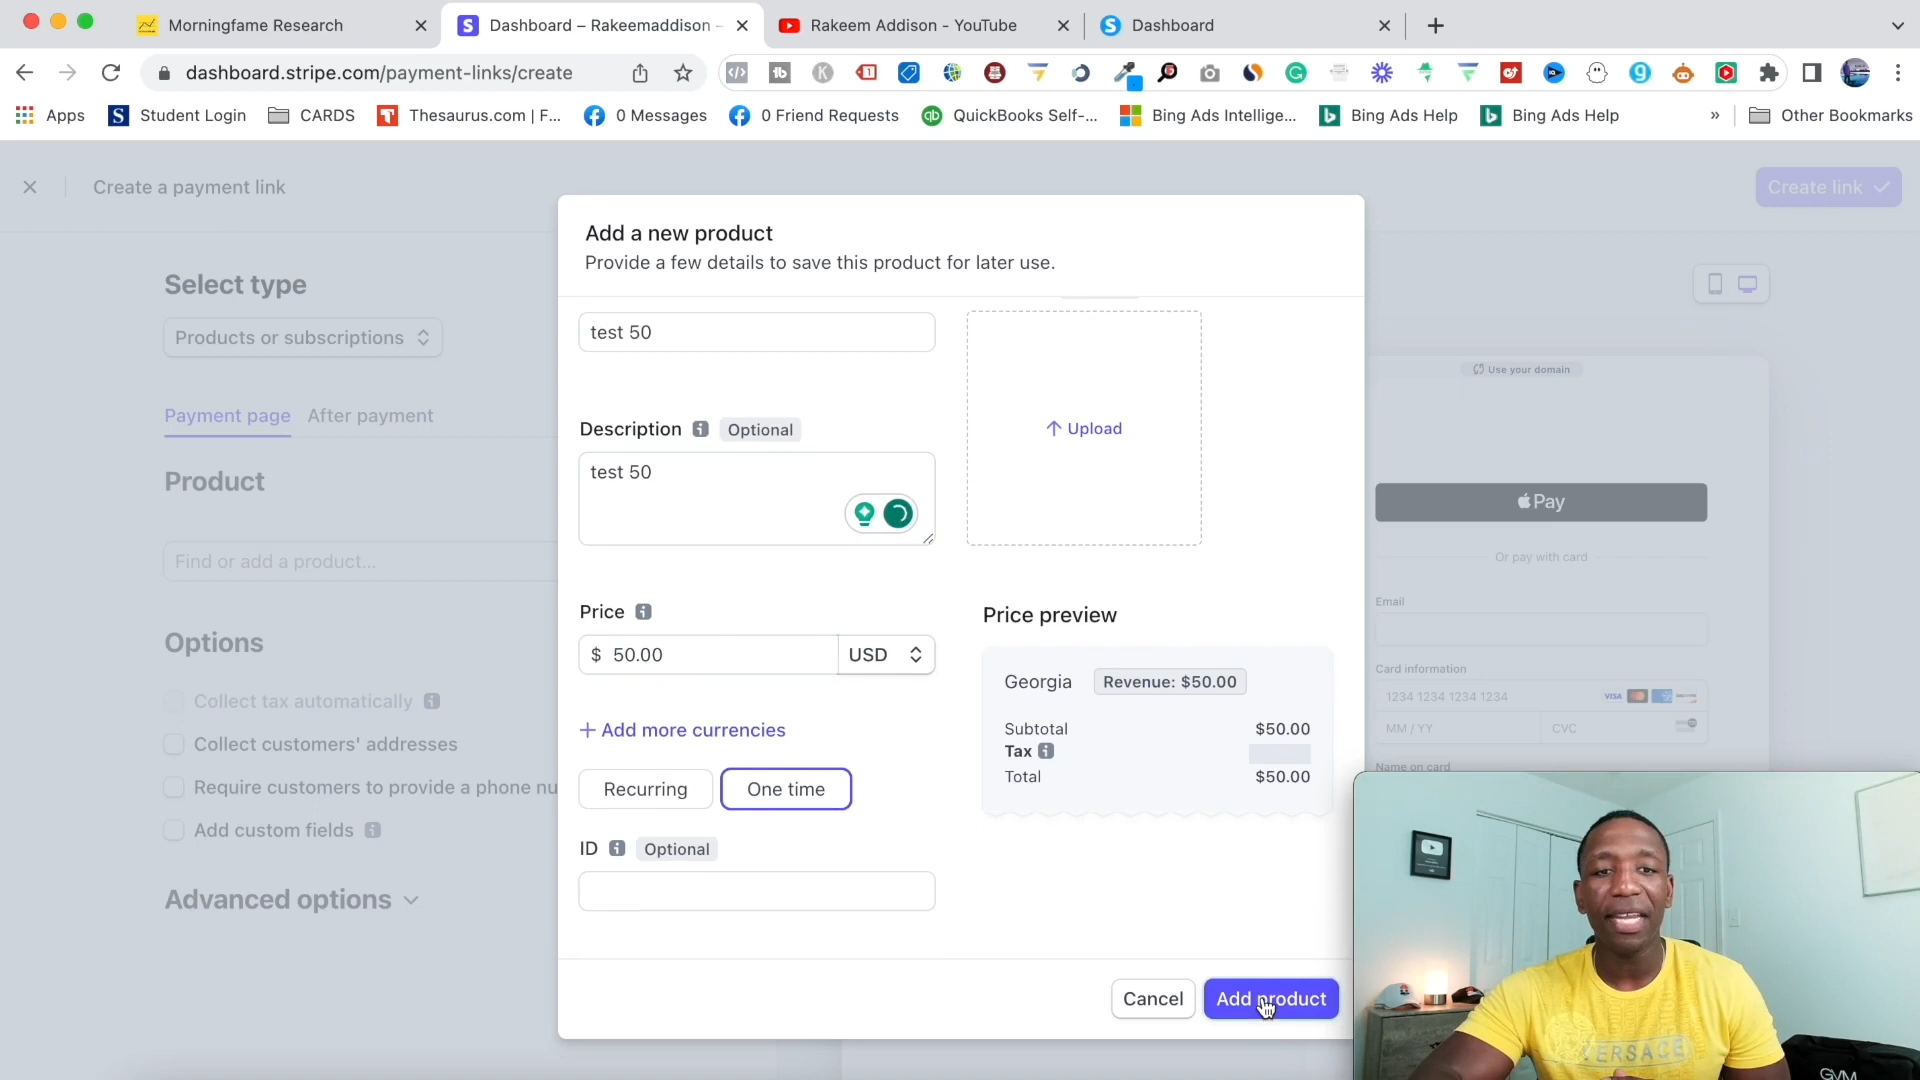 Morningfame Research
Dashboard – Rakeemaddison –
Rakeem Addison - YouTube
Dashboard
dashboard.stripe.com/payment-links/create
Apps
Student Login
CARDS
Thesaurus.com | F...
0 Messages
0 Friend Requests
QuickBooks Self-...
Bing Ads Intellige...
Bing Ads Help
Bing Ads Help
»
Other Bookmarks
Create a payment link
Create link
Add a new product
Provide a few details to save this product for later use.
Select type
Products or subscriptions
Payment page
After payment
Product
Find or add a product...
Options
Collect tax automatically
Collect customers' addresses
Require customers to provide a phone nu
Add custom fields
Advanced options
test 50
Description
Optional
test 50
Upload
Price
$ 50.00
USD
+ Add more currencies
Recurring
One time
ID
Optional
Price preview
Georgia
Revenue: $50.00
Subtotal
$50.00
Tax
Total
$50.00
Cancel
Add product
Use your domain
Pay
Or pay with card
Email
Card information
1234 1234 1234 1234
VISA
MM / YY
CVC
Name on card
VERSACE
GVM